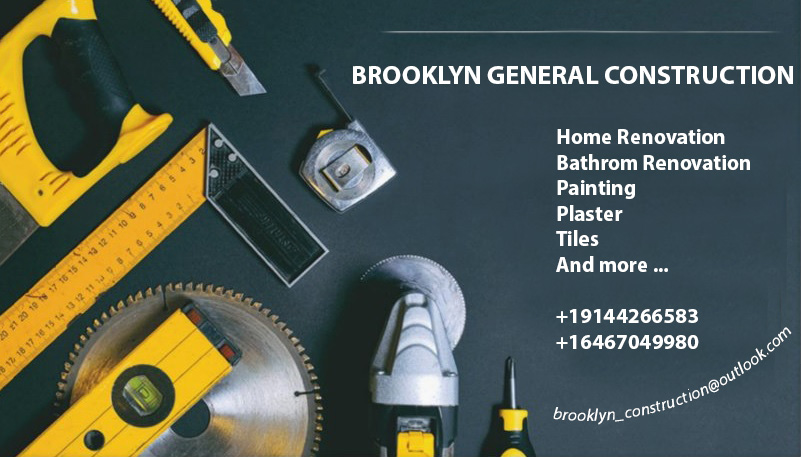 BROOKLYN GENERAL CONSTRUCTION
Home Renovation
Bathrom Renovation
Painting
Plaster
Tiles
And more ...
+19144266583
+16467049980
brooklyn_construction@outlook.com